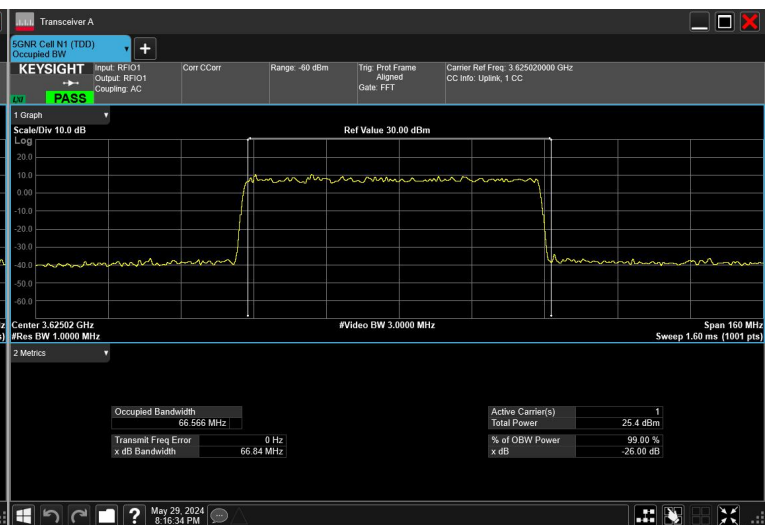 Transceiver A
5GNR Cell N1 (TDD)
Occupied BW
+
KEYSIGHT
PASS
Input: RFIO1
Output: RFIO1
Coupling: AC
Corr CCorr
Range: -60 dBm
Trig: Prot Frame
Aligned
Gate: FFT
Carrier Ref Freq: 3.625020000 GHz
CC Info: Uplink, 1 CC
1 Graph
Scale/Div 10.0 dB
Ref Value 30.00 dBm
Log
20.0
10.0
0.00
-10.0
-20.0
-30.0
-40.0
-50.0
-60.0
Center 3.62502 GHz
#Video BW 3.0000 MHz
Span 160 MHz
#Res BW 1.0000 MHz
Sweep 1.60 ms (1001 pts)
2 Metrics
Occupied Bandwidth
66.566 MHz
Transmit Freq Error 0 Hz
x dB Bandwidth 66.84 MHz
Active Carrier(s) 1
Total Power 25.4 dBm
% of OBW Power 99.00 %
x dB -26.00 dB
?
May 29, 2024
8:16:34 PM